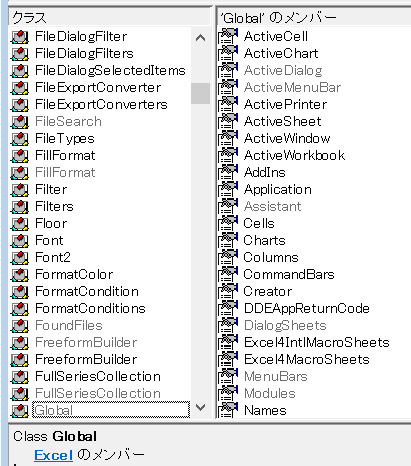 クラス
FileDialogFilter
FileDialogFilters
FileDialogSelectedItems
FileExportConverter
FileExportConverters
FileSearch
FileTypes
FillFormat
FillFormat
Filter
Filters
Floor
Font
Font2
FormatColor
FormatCondition
FormatConditions
FoundFiles
FreeformBuilder
FreeformBuilder
FullSeriesCollection
FullSeriesCollection
Global
'Global' のメンバー
ActiveCell
ActiveChart
ActiveDialog
ActiveMenuBar
ActivePrinter
ActiveSheet
ActiveWindow
ActiveWorkbook
AddIns
Application
Assistant
Cells
Charts
Columns
CommandBars
Creator
DDEAppReturnCode
DialogSheets
Excel4IntlMacroSheets
Excel4MacroSheets
MenuBars
Modules
Names
Class Global
Excel のメンバー